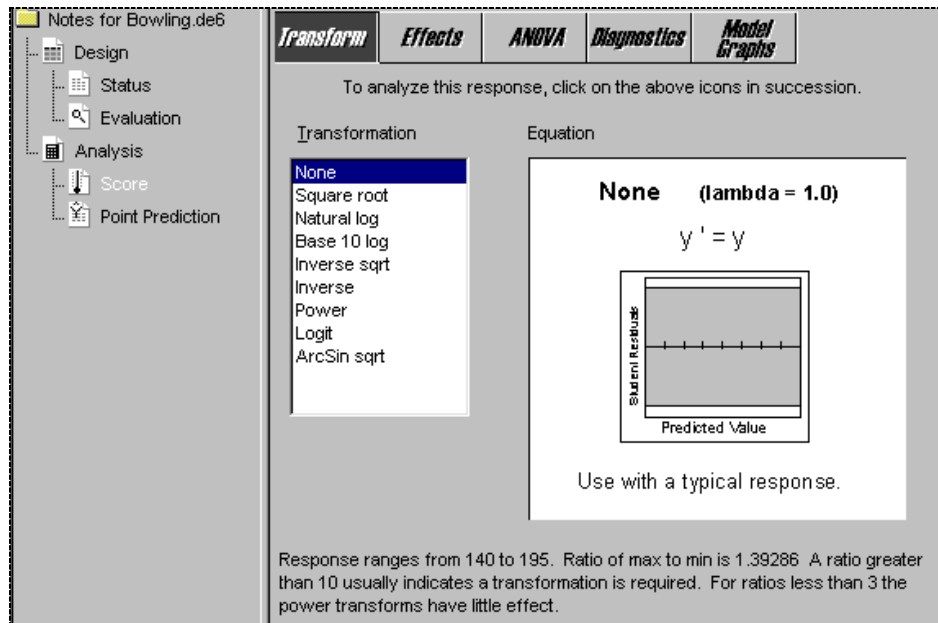 Notes for Bowling.de6
Design
Status
Evaluation
Analysis
Score
Point Prediction
Transform
Effects
ANOVA
Diagnostics
Model
Graphs
To analyze this response, click on the above icons in succession.
Transformation
None
Square root
Natural log
Base 10 log
Inverse sqrt
Inverse
Power
Logit
ArcSin sqrt
Equation
None (lambda = 1.0)
y ' = y
Student Residuals
Predicted Value
Use with a typical response.
Response ranges from 140 to 195. Ratio of max to min is 1.39286 A ratio greater
than 10 usually indicates a transformation is required. For ratios less than 3 the
power transforms have little effect.